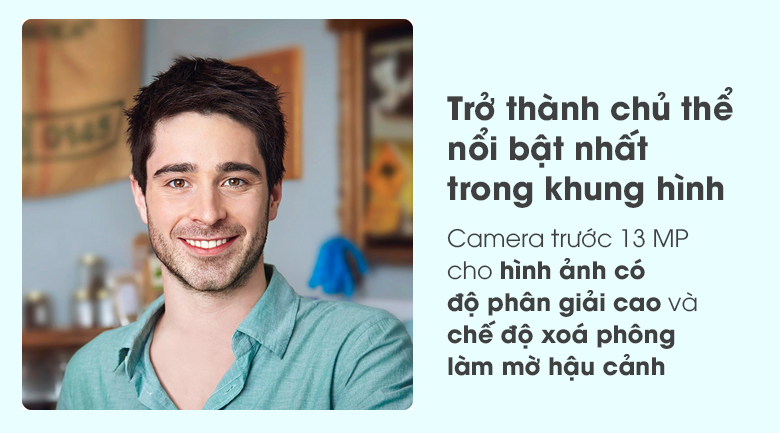 0145
Trở thành chủ thể
nổi bật nhất
trong khung hình
Camera trước 13 MP
cho hình ảnh có
độ phân giải cao và
chế độ xoá phông
làm mờ hậu cảnh